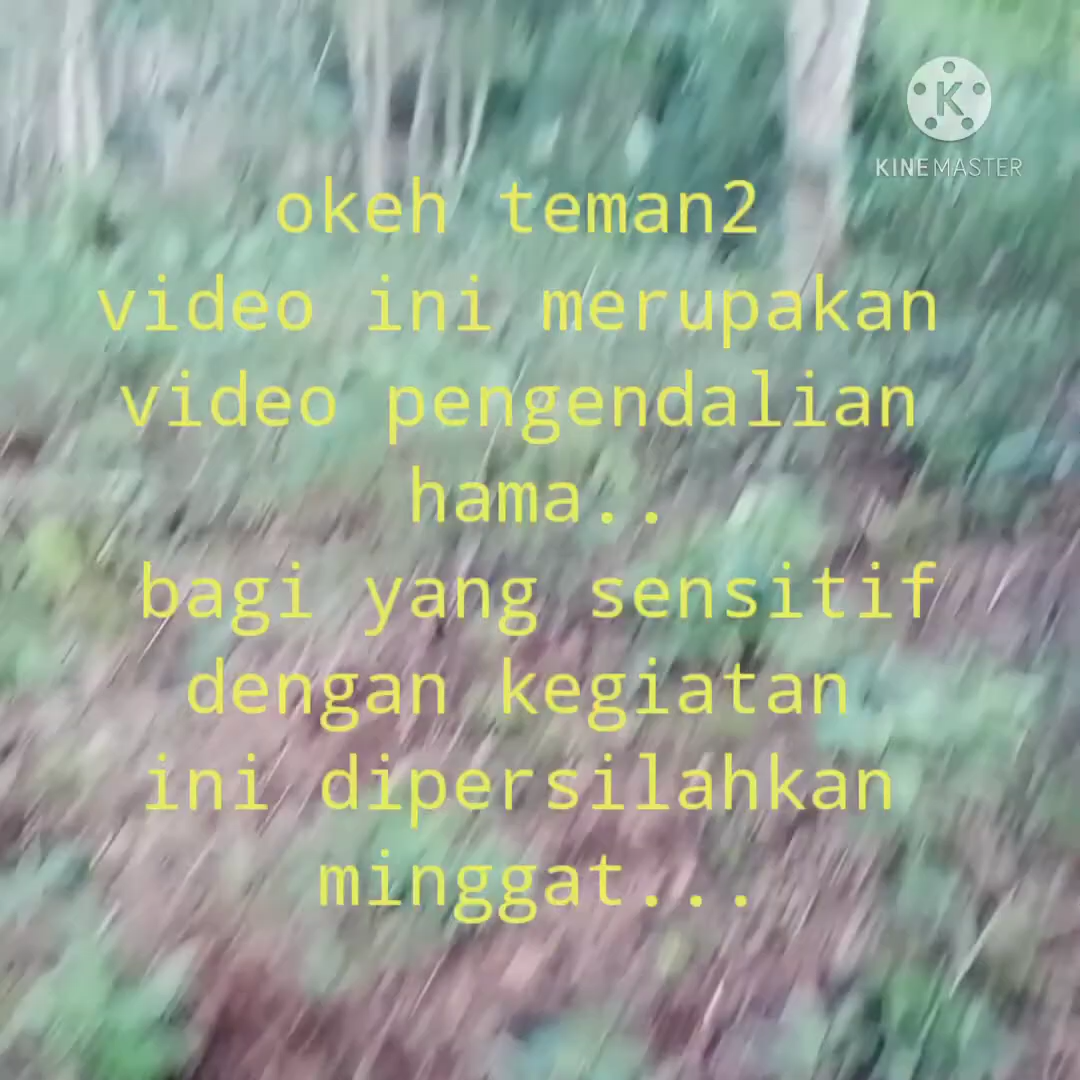 KINEMASTER
okeh teman2
video ini merupakan
video pengendalian
hama..
bagi yang sensitif
dengan kegiatan
ini dipersilahkan
minggat...